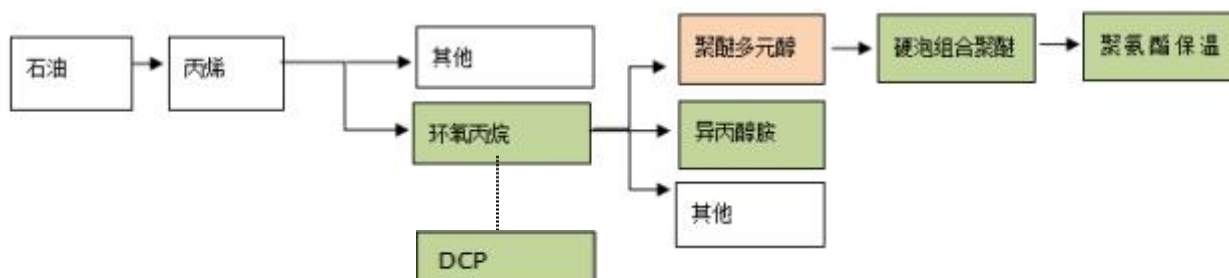 石油
丙烯
其他
环氧丙烷
DCP
聚醚多元醇
异丙醇胺
其他
硬泡组合聚醚
聚氨酯保温